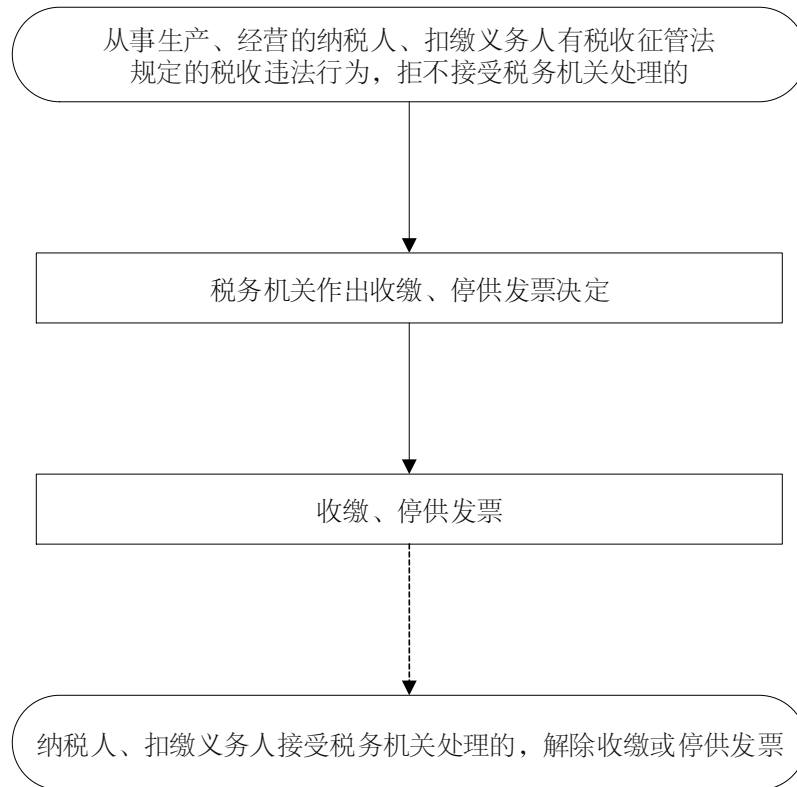 从事生产、经营的纳税人、扣缴义务人有税收征管法
规定的税收违法行为，拒不接受税务机关处理的
税务机关作出收缴、停供发票决定
收缴、停供发票
纳税人、扣缴义务人接受税务机关处理的，解除收缴或停供发票